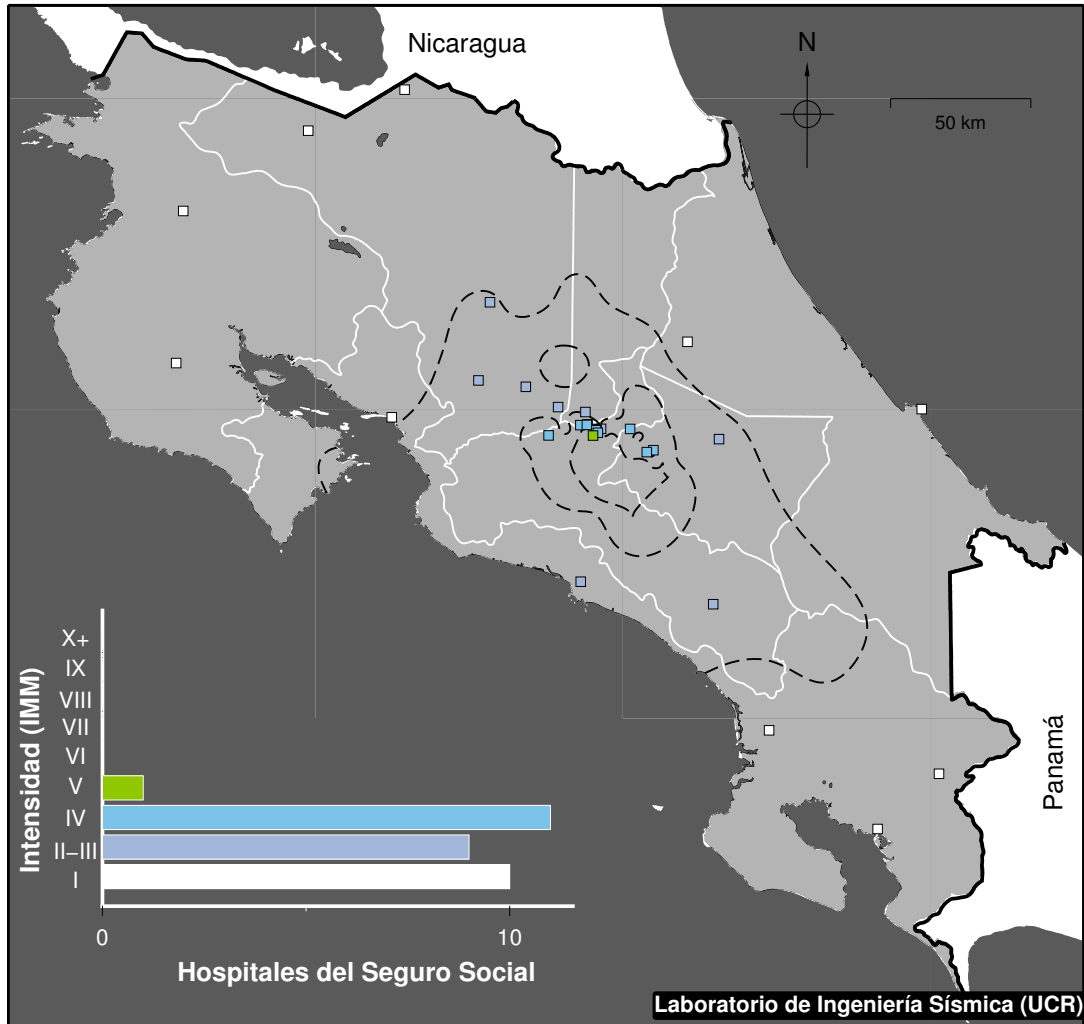 Nicaragua
N
50 km
Panamá
Intensidad (IMM)
X+
IX
VIII
VII
VI
V
IV
II–III
I
0
10
Hospitales del Seguro Social
Laboratorio de Ingeniería Sísmica (UCR)